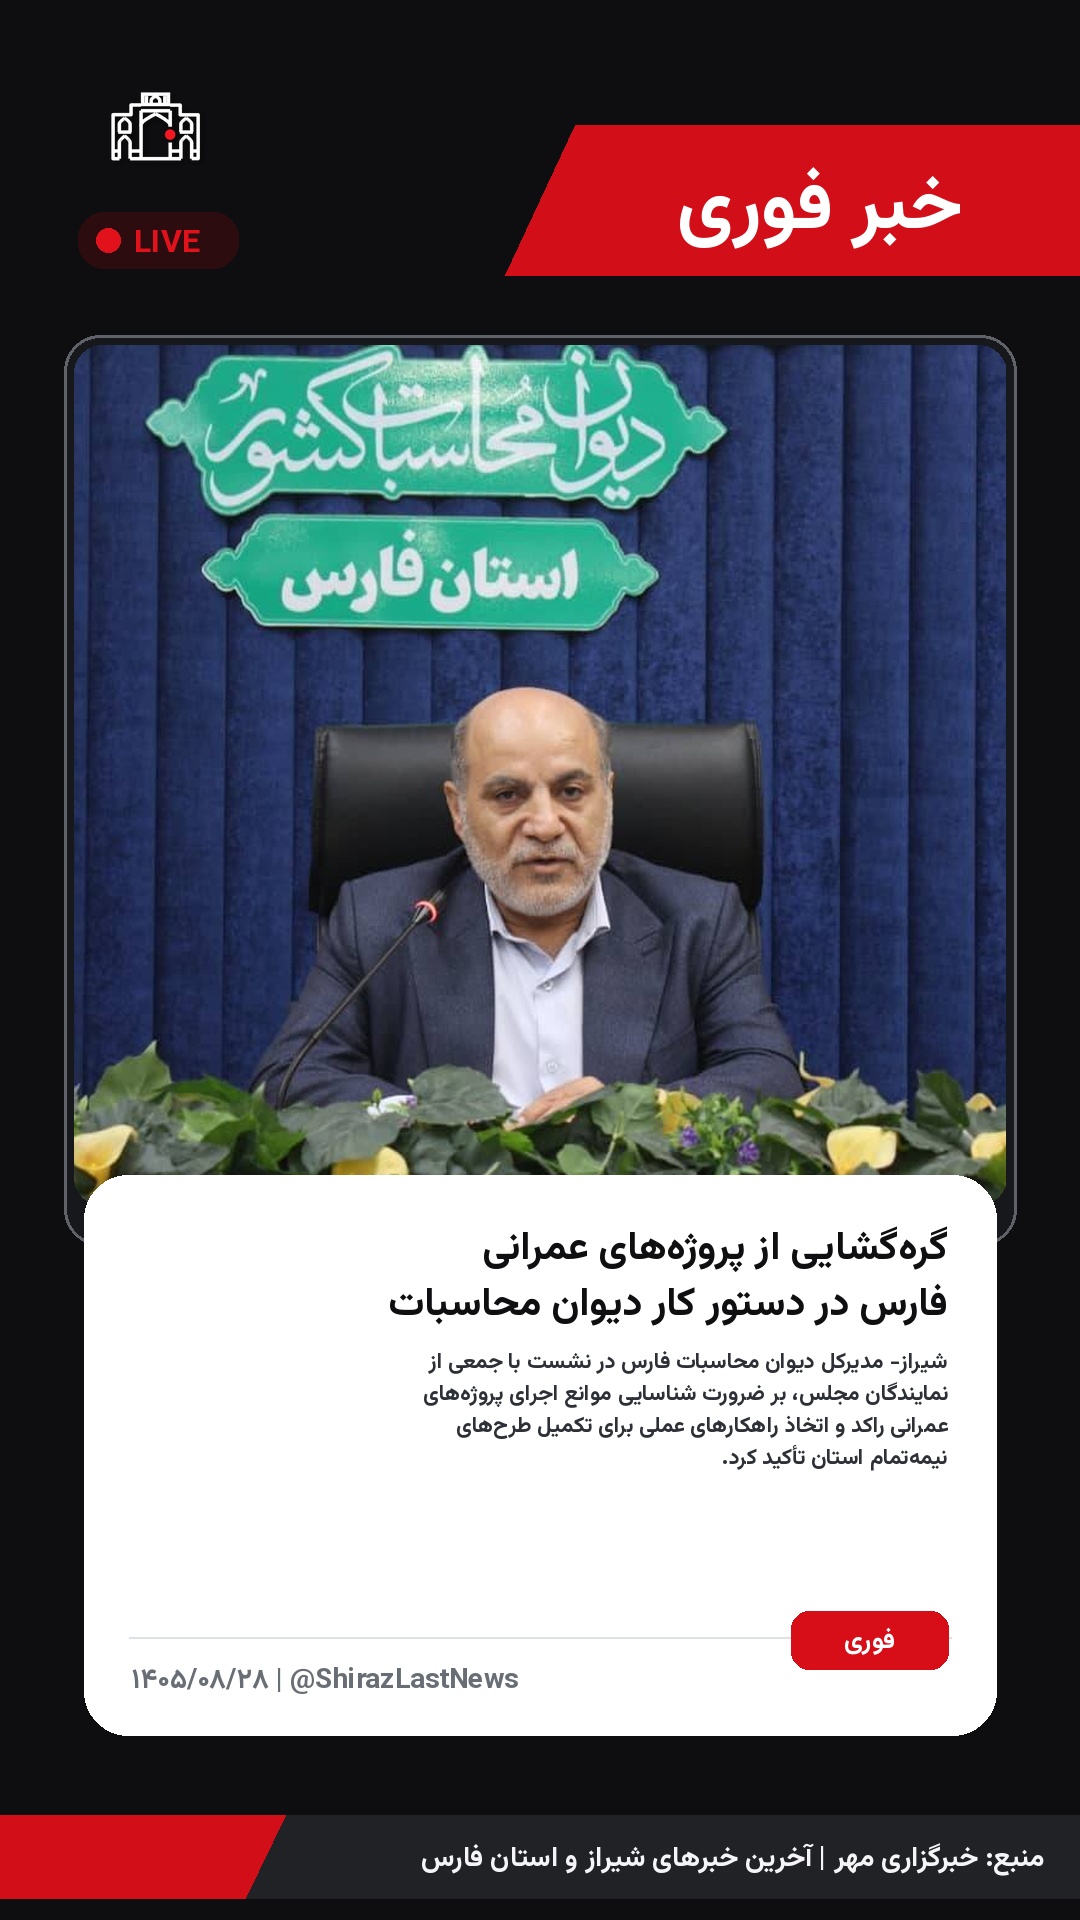 خبر فوری
LIVE
دیوان محاسبات کشور
استان فارس
گره‌گشایی از پروژه‌های عمرانی
فارس در دستور کار دیوان محاسبات
شیراز- مدیرکل دیوان محاسبات فارس در نشست با جمعی از
نمایندگان مجلس، بر ضرورت شناسایی موانع اجرای پروژه‌های
عمرانی راکد و اتخاذ راهکارهای عملی برای تکمیل طرح‌های
نیمه‌تمام استان تأکید کرد.
فوری
۱۴۰۵/۰۸/۲۸ | @ShirazLastNews
منبع: خبرگزاری مهر | آخرین خبرهای شیراز و استان فارس